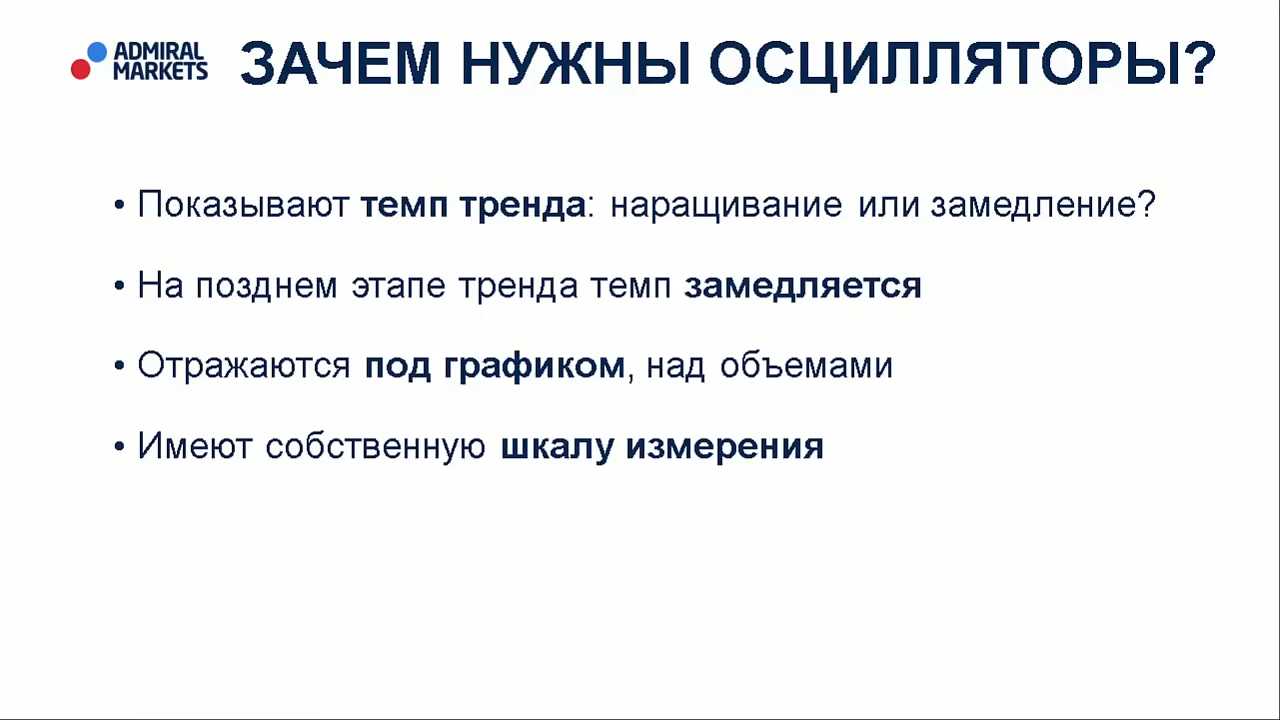 ADMIRAL
MARKETS
ЗАЧЕМ НУЖНЫ ОСЦИЛЛЯТОРЫ?
• Показывают темп тренда: наращивание или замедление?
• На позднем этапе тренда темп замедляется
• Отражаются под графиком, над объемами
• Имеют собственную шкалу измерения